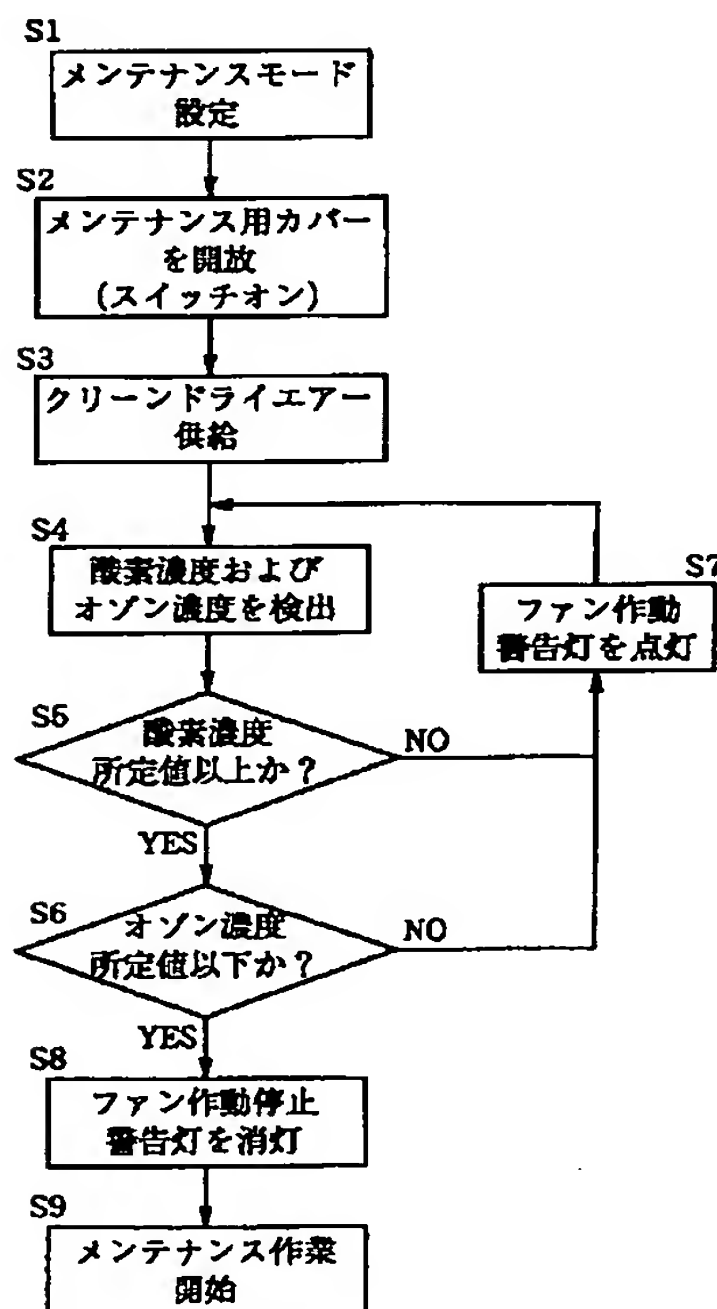 S1
メンテナンスモード
設定
S2
メンテナンス用カバー
を開放
(スイッチオン)
S3
クリーンドライエアー
供給
S4
酸素濃度および
オゾン濃度を検出
S7
ファン作動
警告灯を点灯
S5
酸素濃度
所定値以上か?
NO
YES
S6
オゾン濃度
所定値以下か?
NO
YES
S8
ファン作動停止
警告灯を消灯
S9
メンテナンス作業
開始